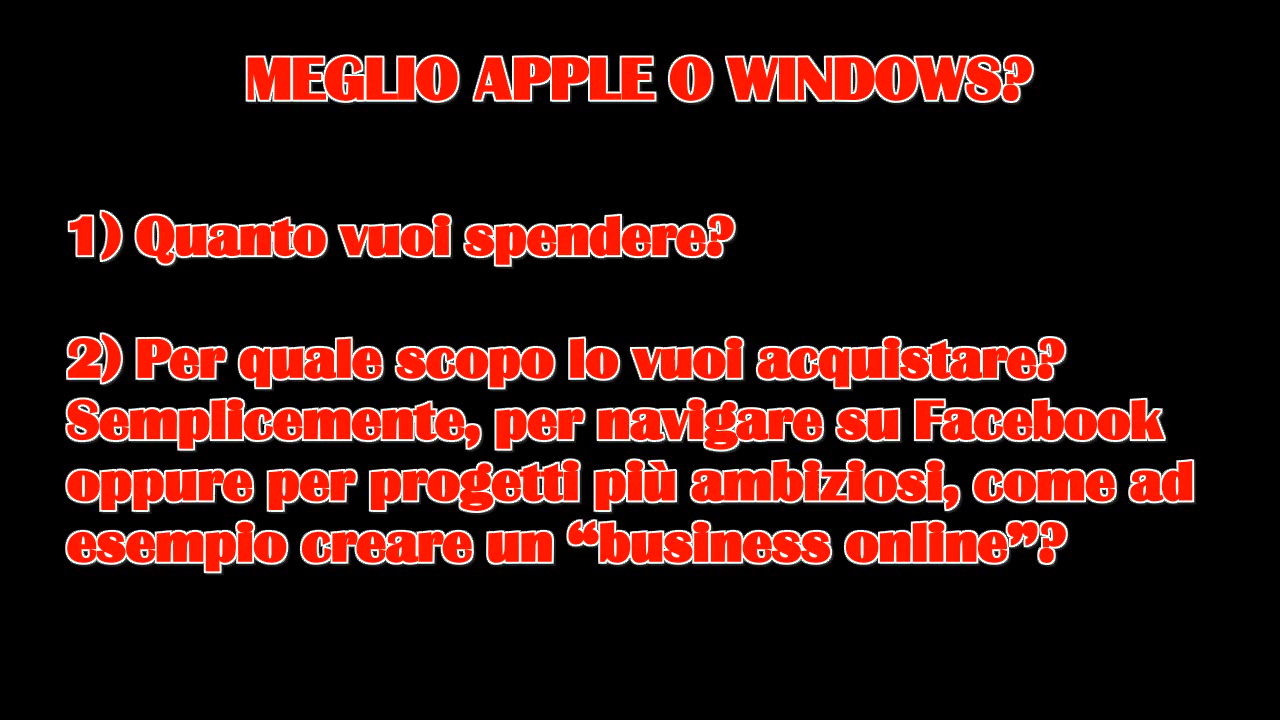 MEGLIO APPLE O WINDOWS?
1) Quanto vuoi spendere?
2) Per quale scopo lo vuoi acquistare?
Semplicemente, per navigare su Facebook
oppure per progetti più ambiziosi, come ad
esempio creare un “business online”?